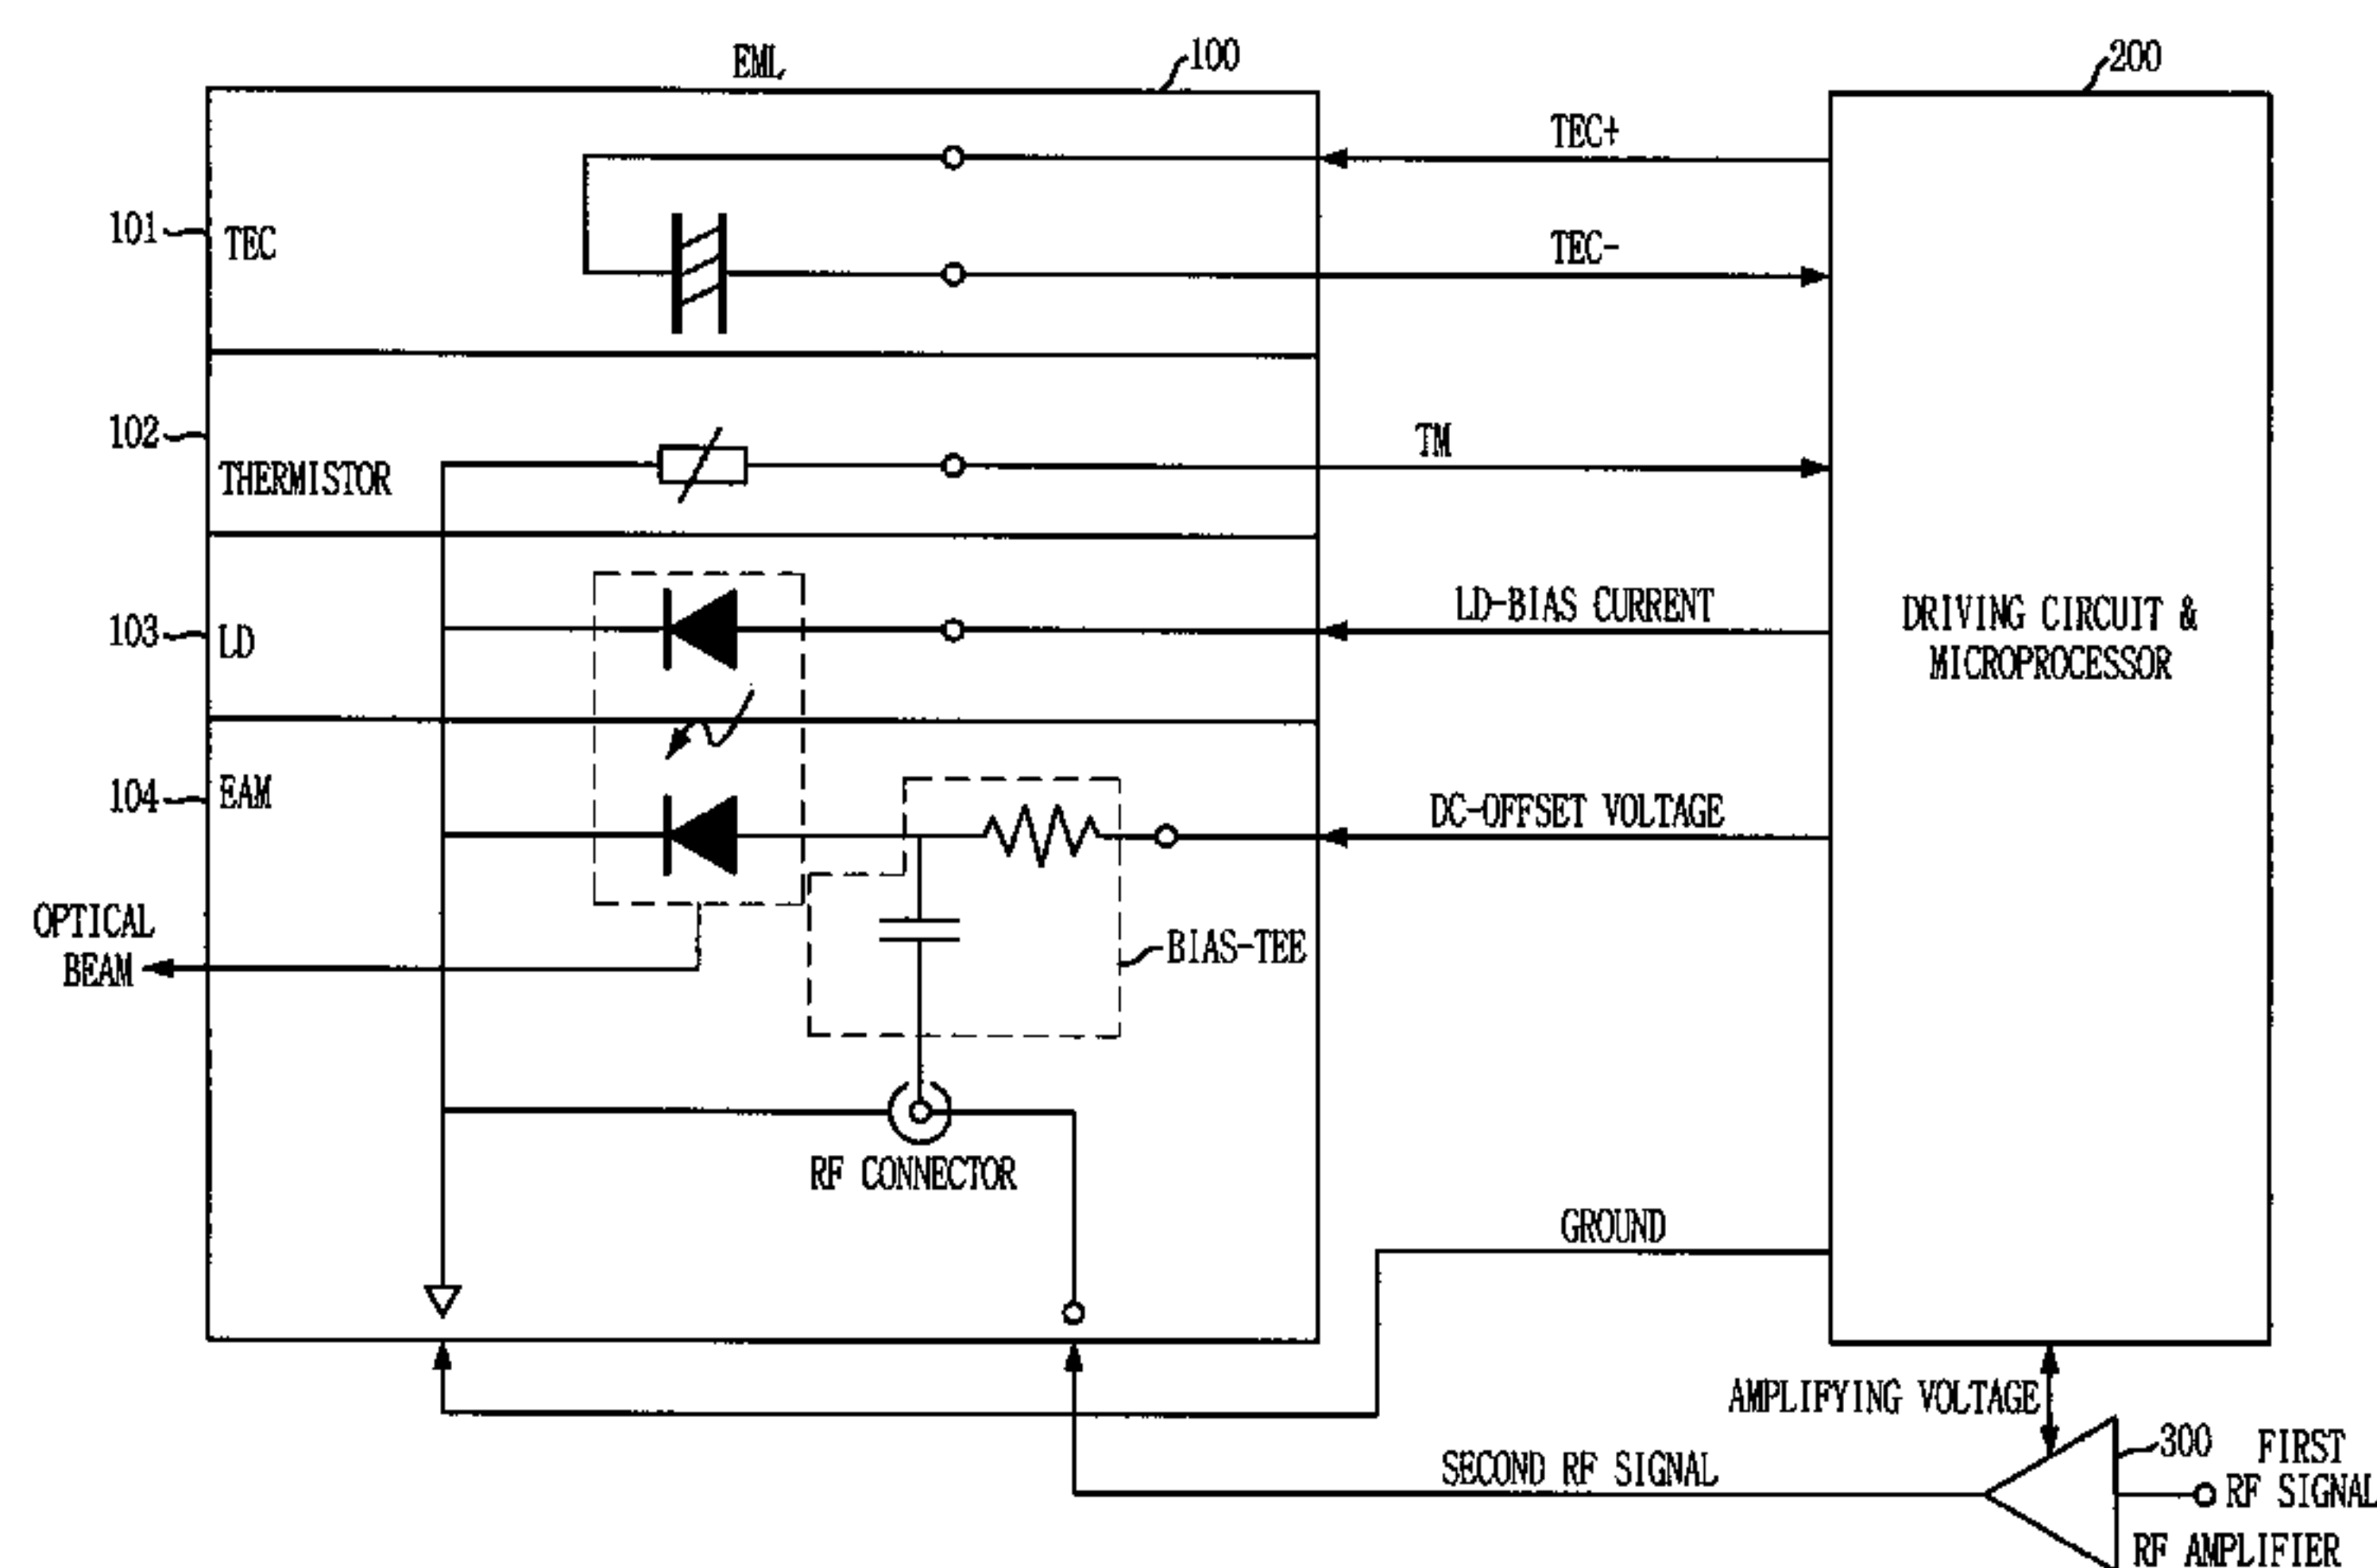 EML
100
200
TEC+
101
TEC
TEC-
102
THERMISTOR
TM
103
LD
LD-BIAS CURRENT
DRIVING CIRCUIT &
MICROPROCESSOR
104
EAM
DC-OFFSET VOLTAGE
OPTICAL
BEAM
BIAS-TEE
RF CONNECTOR
GROUND
AMPLIFYING VOLTAGE
300
FIRST
RF SIGNAL
SECOND RF SIGNAL
RF AMPLIFIER